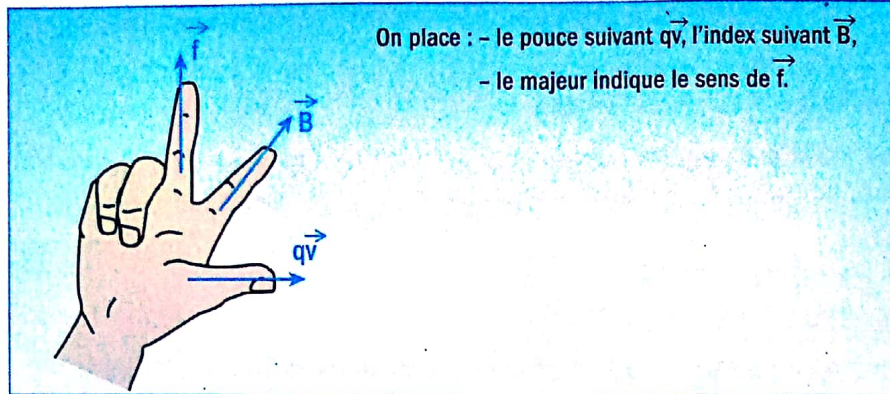 On place : – le pouce suivant qv⃗, l'index suivant B⃗,
– le majeur indique le sens de f⃗.
f⃗
B⃗
qv⃗